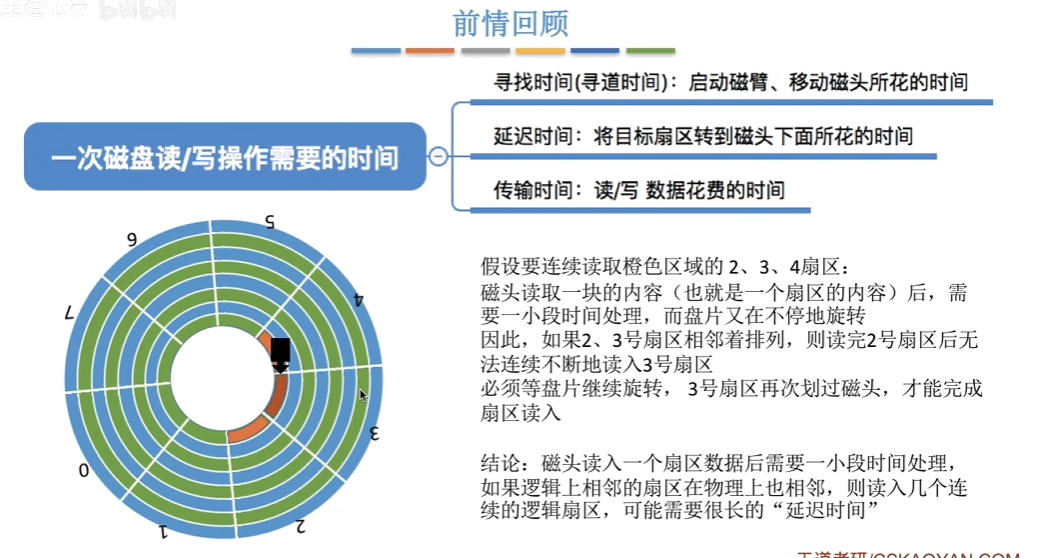 前情回顾
一次磁盘读/写操作需要的时间
寻找时间(寻道时间)：启动磁臂、移动磁头所花的时间
延迟时间：将目标扇区转到磁头下面所花的时间
传输时间：读/写 数据花费的时间
5
6
4
7
3
0
1
2
假设要连续读取橙色区域的 2、3、4扇区：
磁头读取一块的内容（也就是一个扇区的内容）后，需
要一小段时间处理，而盘片又在不停地旋转
因此，如果2、3号扇区相邻着排列，则读完2号扇区后无
法连续不断地读入3号扇区
必须等盘片继续旋转， 3号扇区再次划过磁头，才能完成
扇区读入
结论：磁头读入一个扇区数据后需要一小段时间处理，
如果逻辑上相邻的扇区在物理上也相邻，则读入几个连
续的逻辑扇区，可能需要很长的“延迟时间”
王道考研/CSKAOYAN.COM